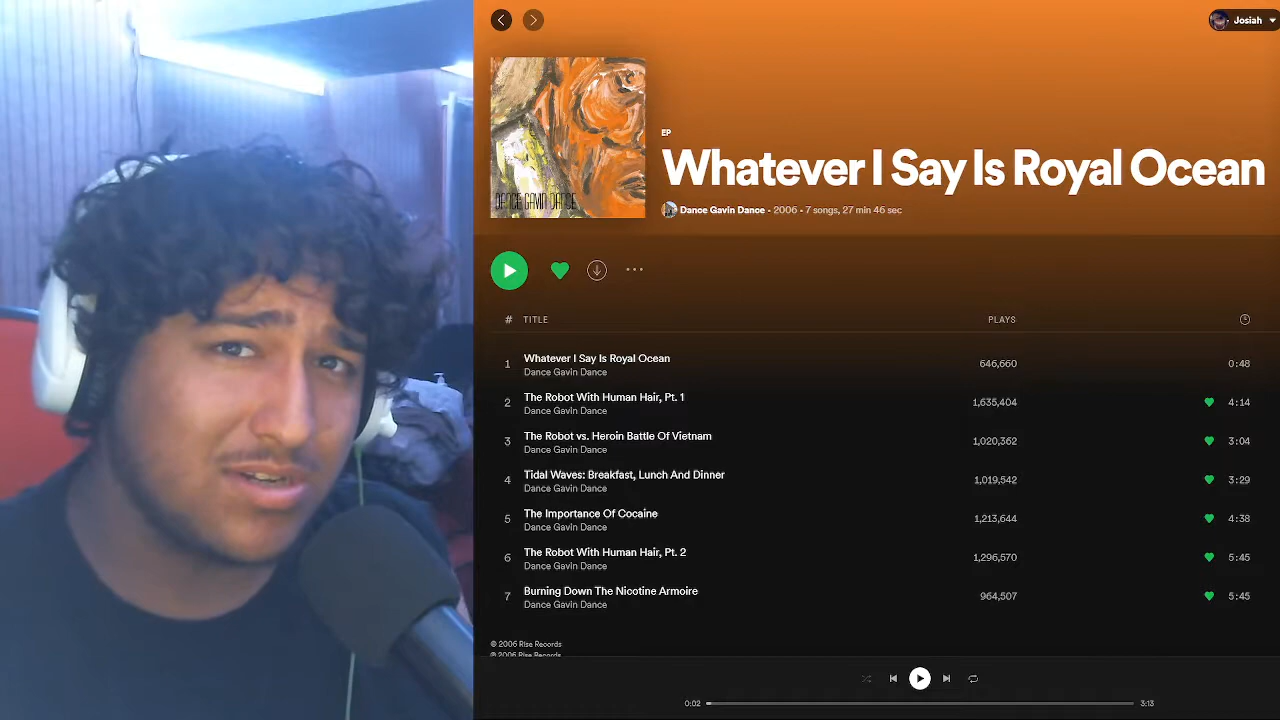 Josiah
DANCE GAVIN DANCE
EP
Whatever I Say Is Royal Ocean
Dance Gavin Dance • 2006 • 7 songs, 27 min 46 sec
# TITLE PLAYS
1 Whatever I Say Is Royal Ocean 646,660 0:48
Dance Gavin Dance
2 The Robot With Human Hair, Pt. 1 1,635,404 4:14
Dance Gavin Dance
3 The Robot vs. Heroin Battle Of Vietnam 1,020,362 3:04
Dance Gavin Dance
4 Tidal Waves: Breakfast, Lunch And Dinner 1,019,542 3:29
Dance Gavin Dance
5 The Importance Of Cocaine 1,213,644 4:38
Dance Gavin Dance
6 The Robot With Human Hair, Pt. 2 1,296,570 5:45
Dance Gavin Dance
7 Burning Down The Nicotine Armoire 964,507 5:45
Dance Gavin Dance
© 2006 Rise Records
℗ 2006 Rise Records
0:02 3:13